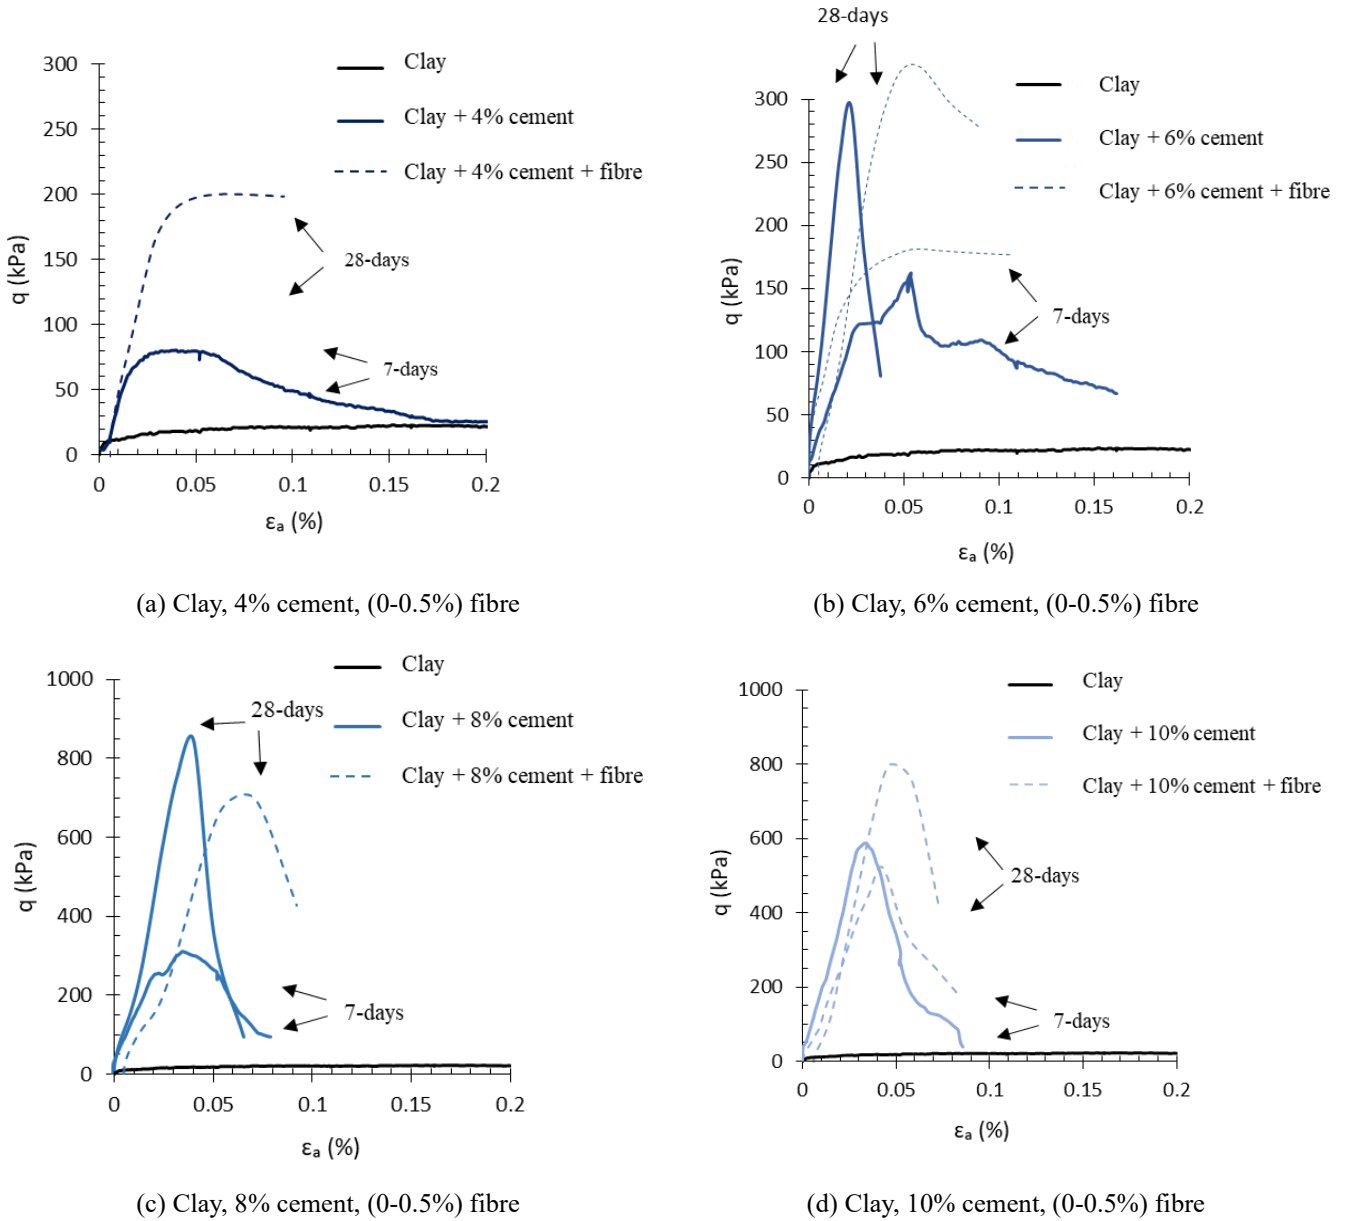 Clay
Clay + 4% cement
Clay + 4% cement + fibre
300
250
200
150
100
50
0
q (kPa)
28-days
7-days
0 0.05 0.1 0.15 0.2
εₐ (%)
(a) Clay, 4% cement, (0-0.5%) fibre
28-days
Clay
Clay + 6% cement
Clay + 6% cement + fibre
300
250
200
150
100
50
0
q (kPa)
7-days
0 0.05 0.1 0.15 0.2
εₐ (%)
(b) Clay, 6% cement, (0-0.5%) fibre
Clay
Clay + 8% cement
Clay + 8% cement + fibre
28-days
1000
800
600
400
200
0
q (kPa)
7-days
0 0.05 0.1 0.15 0.2
εₐ (%)
(c) Clay, 8% cement, (0-0.5%) fibre
Clay
Clay + 10% cement
Clay + 10% cement + fibre
1000
800
600
400
200
0
q (kPa)
28-days
7-days
0 0.05 0.1 0.15 0.2
εₐ (%)
(d) Clay, 10% cement, (0-0.5%) fibre